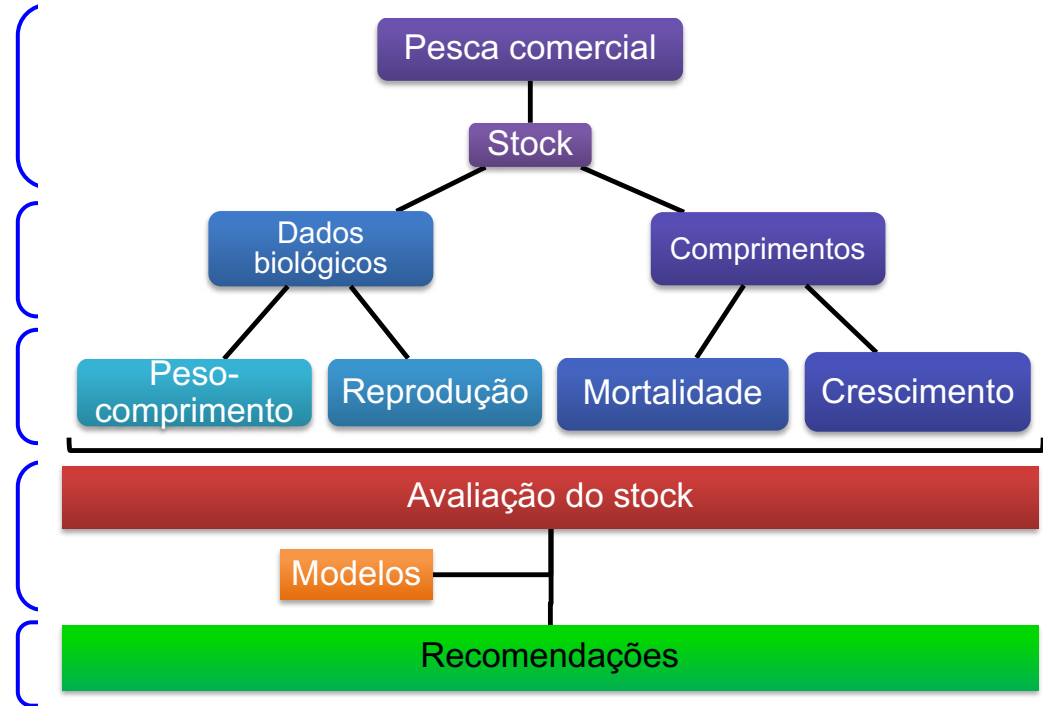 Pesca comercial
Stock
Dados
biológicos
Comprimentos
Peso-
comprimento
Reprodução
Mortalidade
Crescimento
Avaliação do stock
Modelos
Recomendações